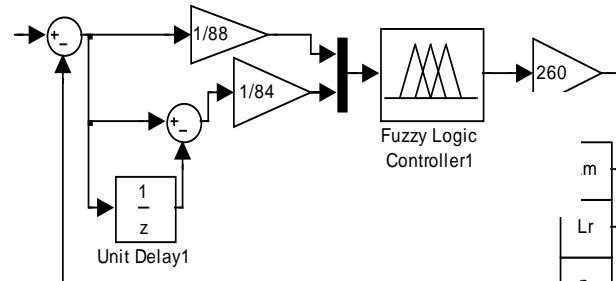 1/88
1/84
260
Fuzzy Logic
Controller1
1
z
Unit Delay1
.m
Lr